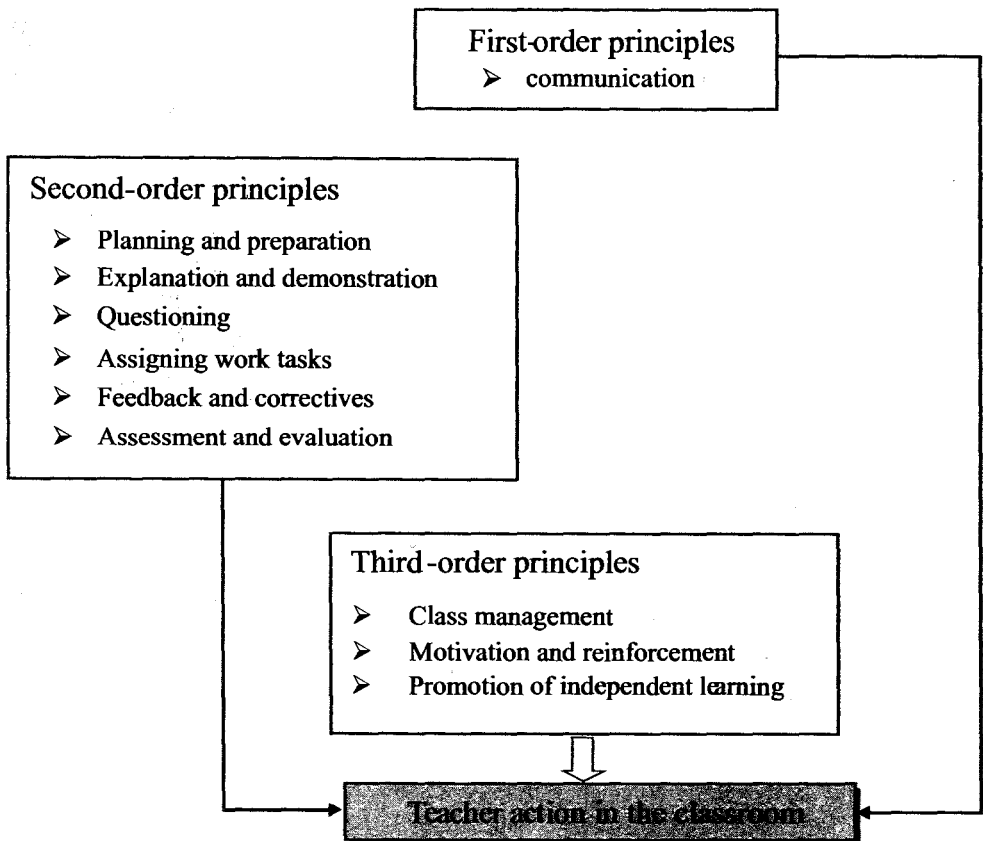 First-order principles
➢ communication
Second-order principles
➢ Planning and preparation
➢ Explanation and demonstration
➢ Questioning
➢ Assigning work tasks
➢ Feedback and correctives
➢ Assessment and evaluation
Third-order principles
➢ Class management
➢ Motivation and reinforcement
➢ Promotion of independent learning
Teacher action in the classroom